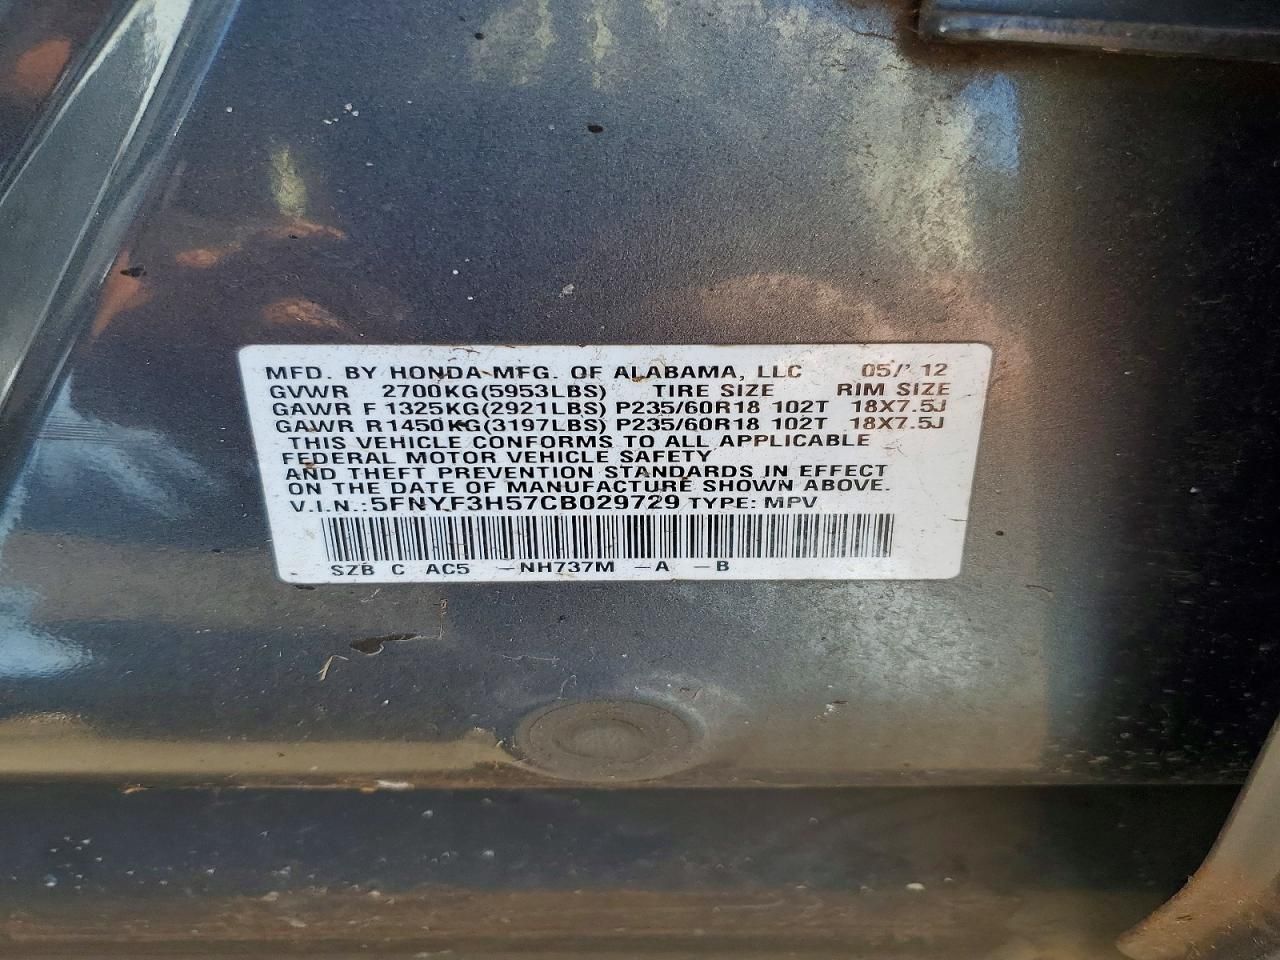 MFD. BY HONDA MFG. OF ALABAMA, LLC 05/'12
GVWR 2700KG(5953LBS) TIRE SIZE RIM SIZE
GAWR F 1325KG(2921LBS) P235/60R18 102T 18X7.5J
GAWR R1450KG(3197LBS) P235/60R18 102T 18X7.5J
THIS VEHICLE CONFORMS TO ALL APPLICABLE
FEDERAL MOTOR VEHICLE SAFETY
AND THEFT PREVENTION STANDARDS IN EFFECT
ON THE DATE OF MANUFACTURE SHOWN ABOVE.
V.I.N.:5FNYF3H57CB029729 TYPE: MPV
SZB C AC5 -NH737M -A -B